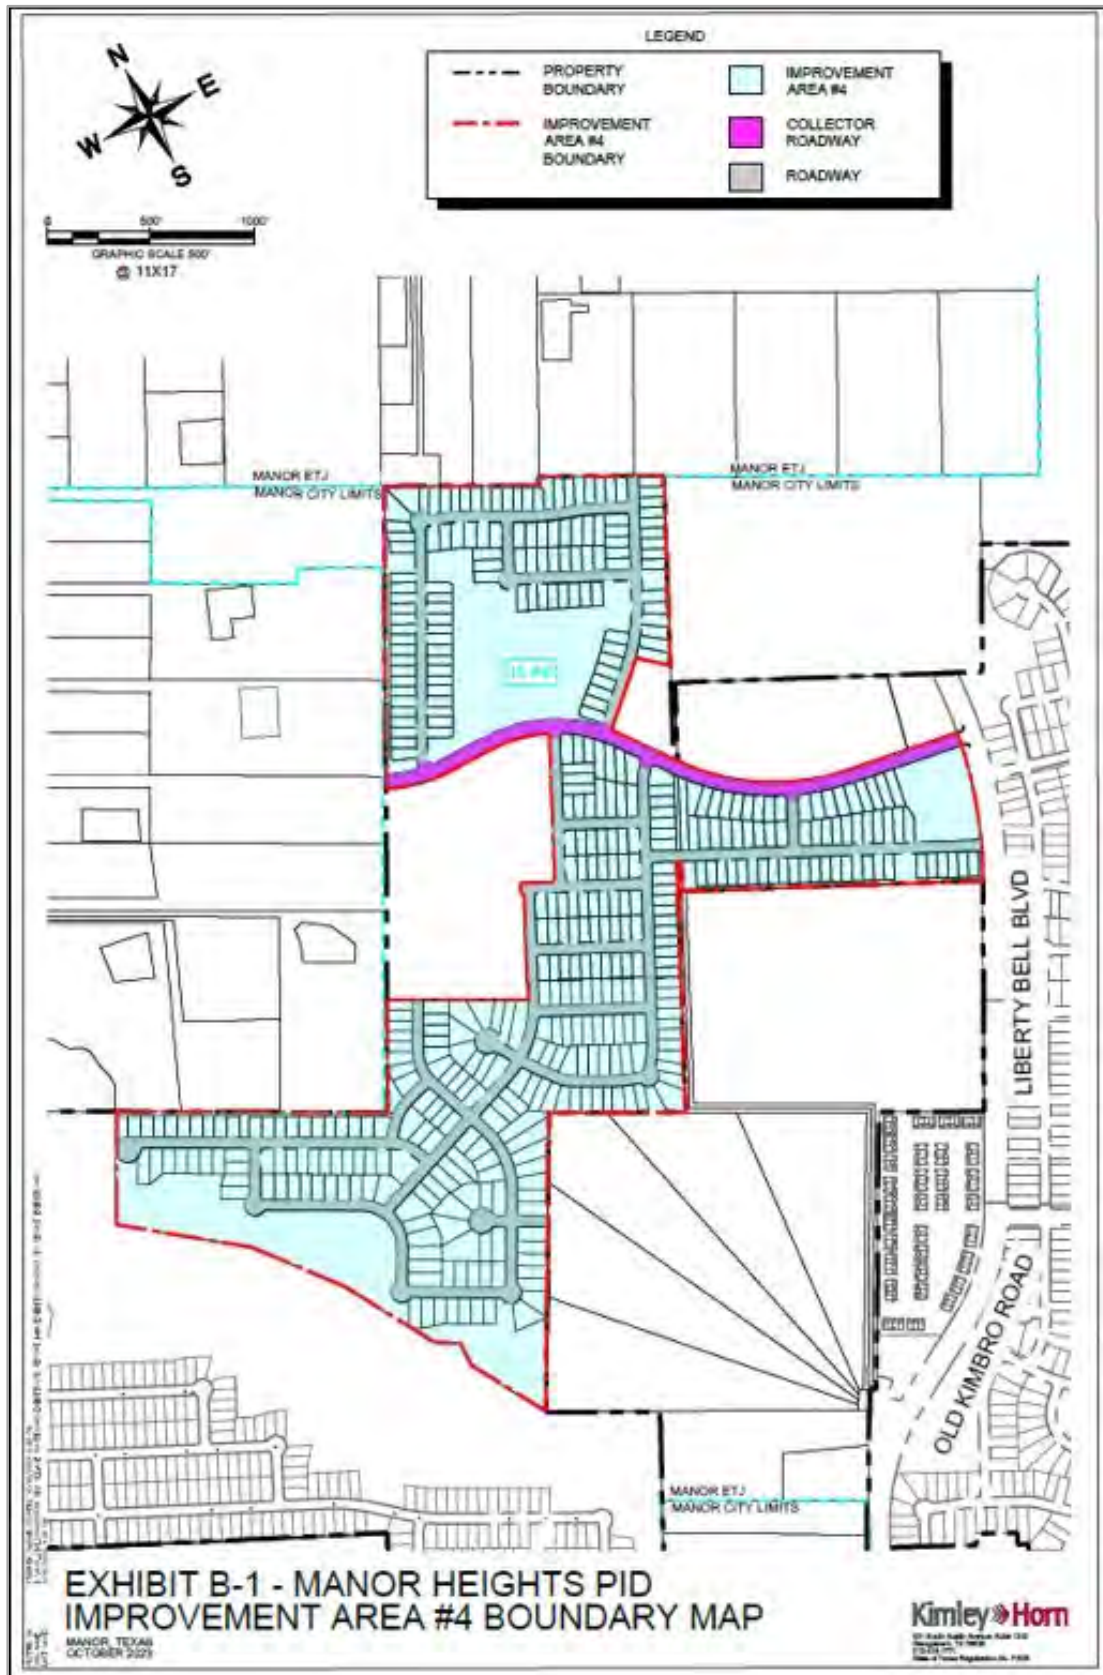 LEGEND
PROPERTY
BOUNDARY
IMPROVEMENT
AREA #4
BOUNDARY
IMPROVEMENT
AREA #4
COLLECTOR
ROADWAY
ROADWAY
N
E
W
S
0 500' 1000'
GRAPHIC SCALE 500'
@ 11X17
MANOR ETJ
MANOR CITY LIMITS
MANOR ETJ
MANOR CITY LIMITS
LIBERTY BELL BLVD
OLD KIMBRO ROAD
MANOR ETJ
MANOR CITY LIMITS
EXHIBIT B-1 - MANOR HEIGHTS PID
IMPROVEMENT AREA #4 BOUNDARY MAP
MANOR, TEXAS
OCTOBER 2023
Kimley»Horn